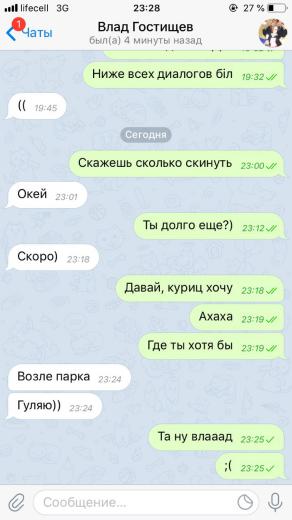 lifecell 3G 23:28 27 %
1
Чаты
Влад Гостищев
был(а) 4 минуты назад
Ниже всех диалогов біл 19:32
(( 19:45
Сегодня
Скажешь сколько скинуть 23:00
Окей 23:01
Ты долго еще?) 23:12
Скоро) 23:18
Давай, куриц хочу 23:18
Ахаха 23:19
Где ты хотя бы 23:19
Возле парка 23:24
Гуляю)) 23:24
Та ну влаaад 23:25
;( 23:25
Сообщение...